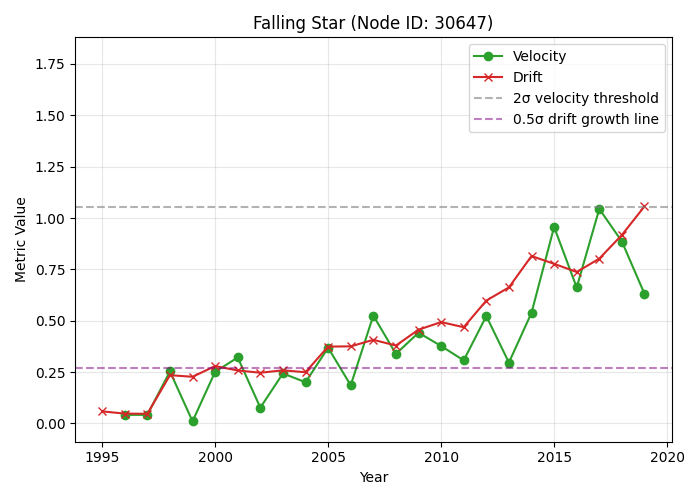 Falling Star (Node ID: 30647)
Velocity
Drift
2σ velocity threshold
0.5σ drift growth line
Metric Value
1.75
1.50
1.25
1.00
0.75
0.50
0.25
0.00
1995
2000
2005
2010
2015
2020
Year